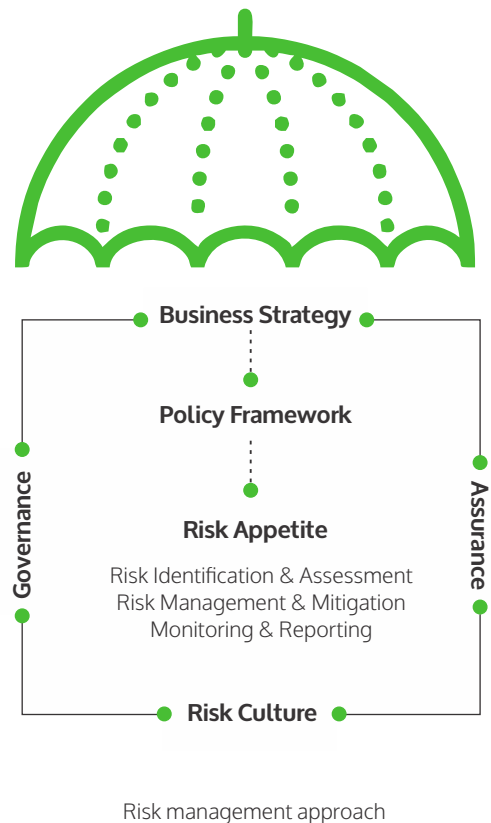 Business Strategy
Policy Framework
Governance
Assurance
Risk Appetite
Risk Identification & Assessment
Risk Management & Mitigation
Monitoring & Reporting
Risk Culture
Risk management approach